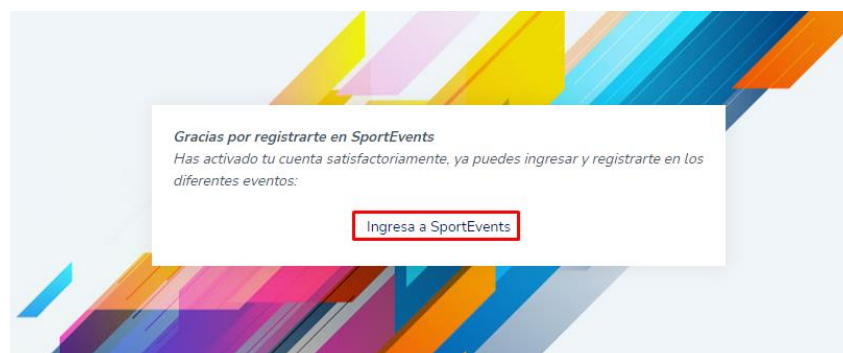 Gracias por registrarte en SportEvents
Has activado tu cuenta satisfactoriamente, ya puedes ingresar y registrarte en los
diferentes eventos:
Ingresa a SportEvents